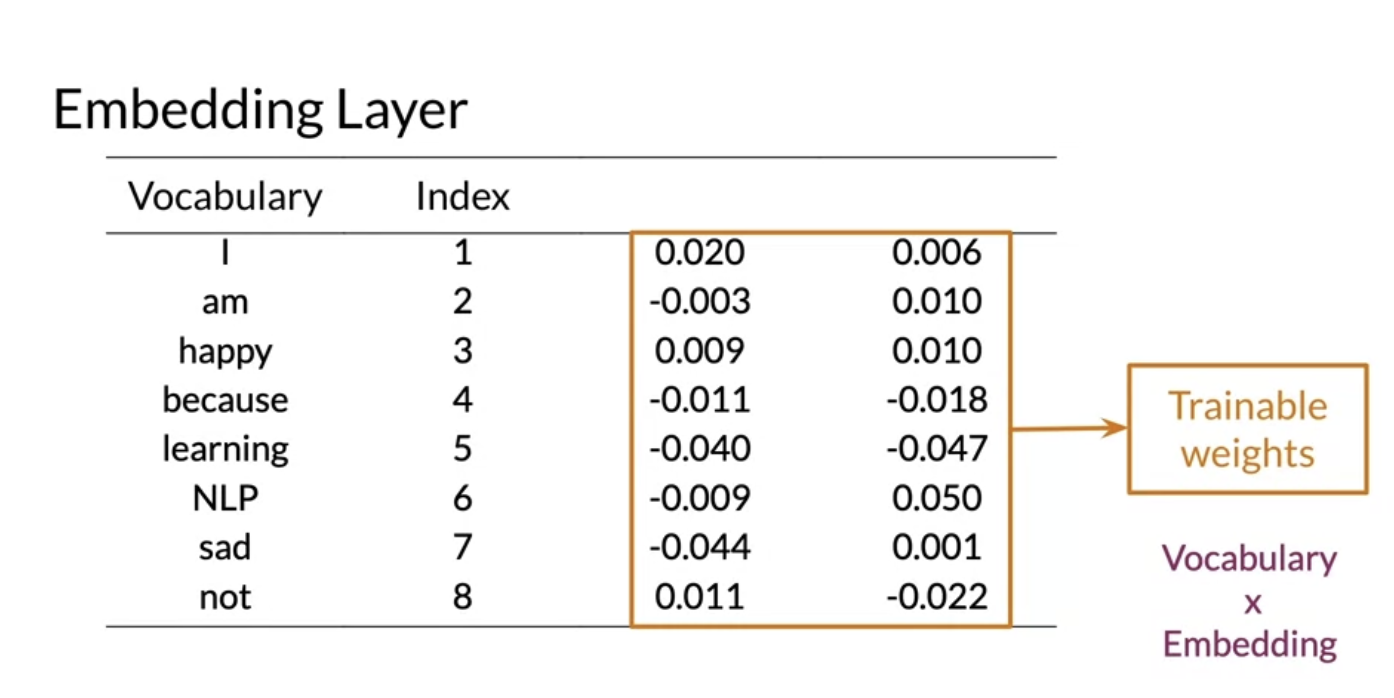 Embedding Layer
Vocabulary Index
I 1 0.020 0.006
am 2 -0.003 0.010
happy 3 0.009 0.010
because 4 -0.011 -0.018
learning 5 -0.040 -0.047
NLP 6 -0.009 0.050
sad 7 -0.044 0.001
not 8 0.011 -0.022
Trainable
weights
Vocabulary
x
Embedding